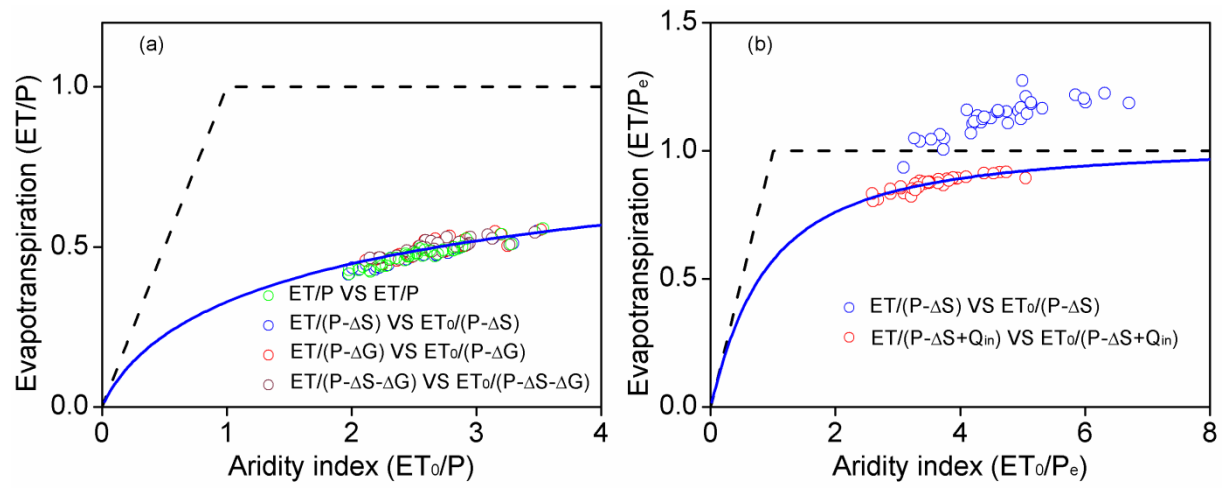 (a)
Evapotranspiration (ET/P)
1.0
0.5
0.0
ET/P VS ET/P
ET/(P-ΔS) VS ET₀/(P-ΔS)
ET/(P-ΔG) VS ET₀/(P-ΔG)
ET/(P-ΔS-ΔG) VS ET₀/(P-ΔS-ΔG)
0 1 2 3 4
Aridity index (ET₀/P)
(b)
Evapotranspiration (ET/Pₑ)
1.5
1.0
0.5
0.0
ET/(P-ΔS) VS ET₀/(P-ΔS)
ET/(P-ΔS+Qᵢₙ) VS ET₀/(P-ΔS+Qᵢₙ)
0 2 4 6 8
Aridity index (ET₀/Pₑ)